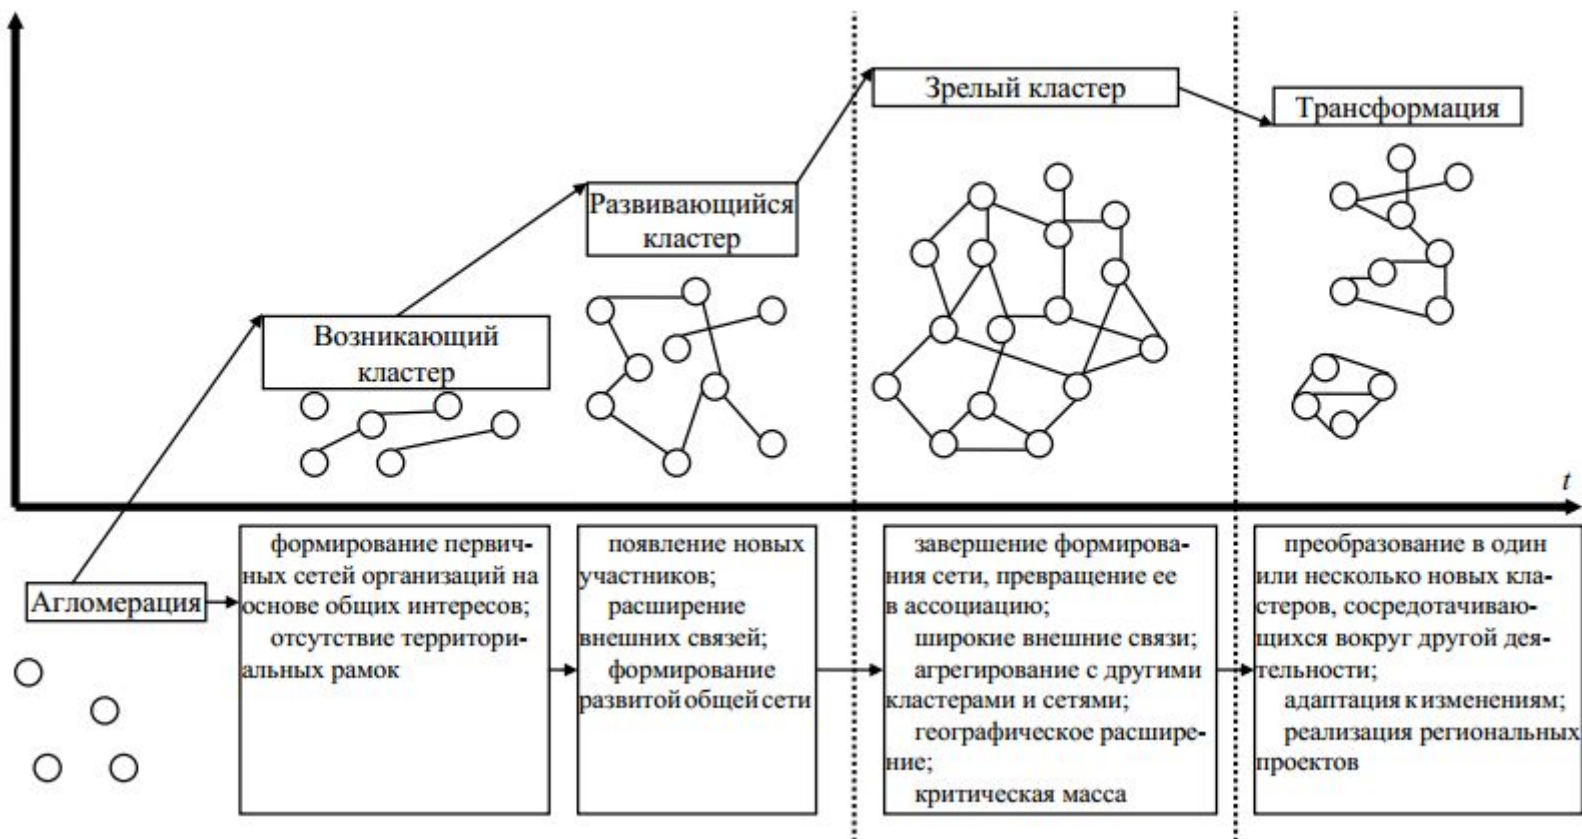 Зрелый кластер
Трансформация
Развивающийся
кластер
Возникающий
кластер
t
Агломерация
формирование первич-
ных сетей организаций на
основе общих интересов;
отсутствие территори-
альных рамок
появление новых
участников;
расширение
внешних связей;
формирование
развитой общей сети
завершение формирова-
ния сети, превращение ее
в ассоциацию;
широкие внешние связи;
агрегирование с другими
кластерами и сетями;
географическое расшире-
ние;
критическая масса
преобразование в один
или несколько новых кла-
стеров, сосредотачиваю-
щихся вокруг другой дея-
тельности;
адаптация к изменениям;
реализация региональных
проектов